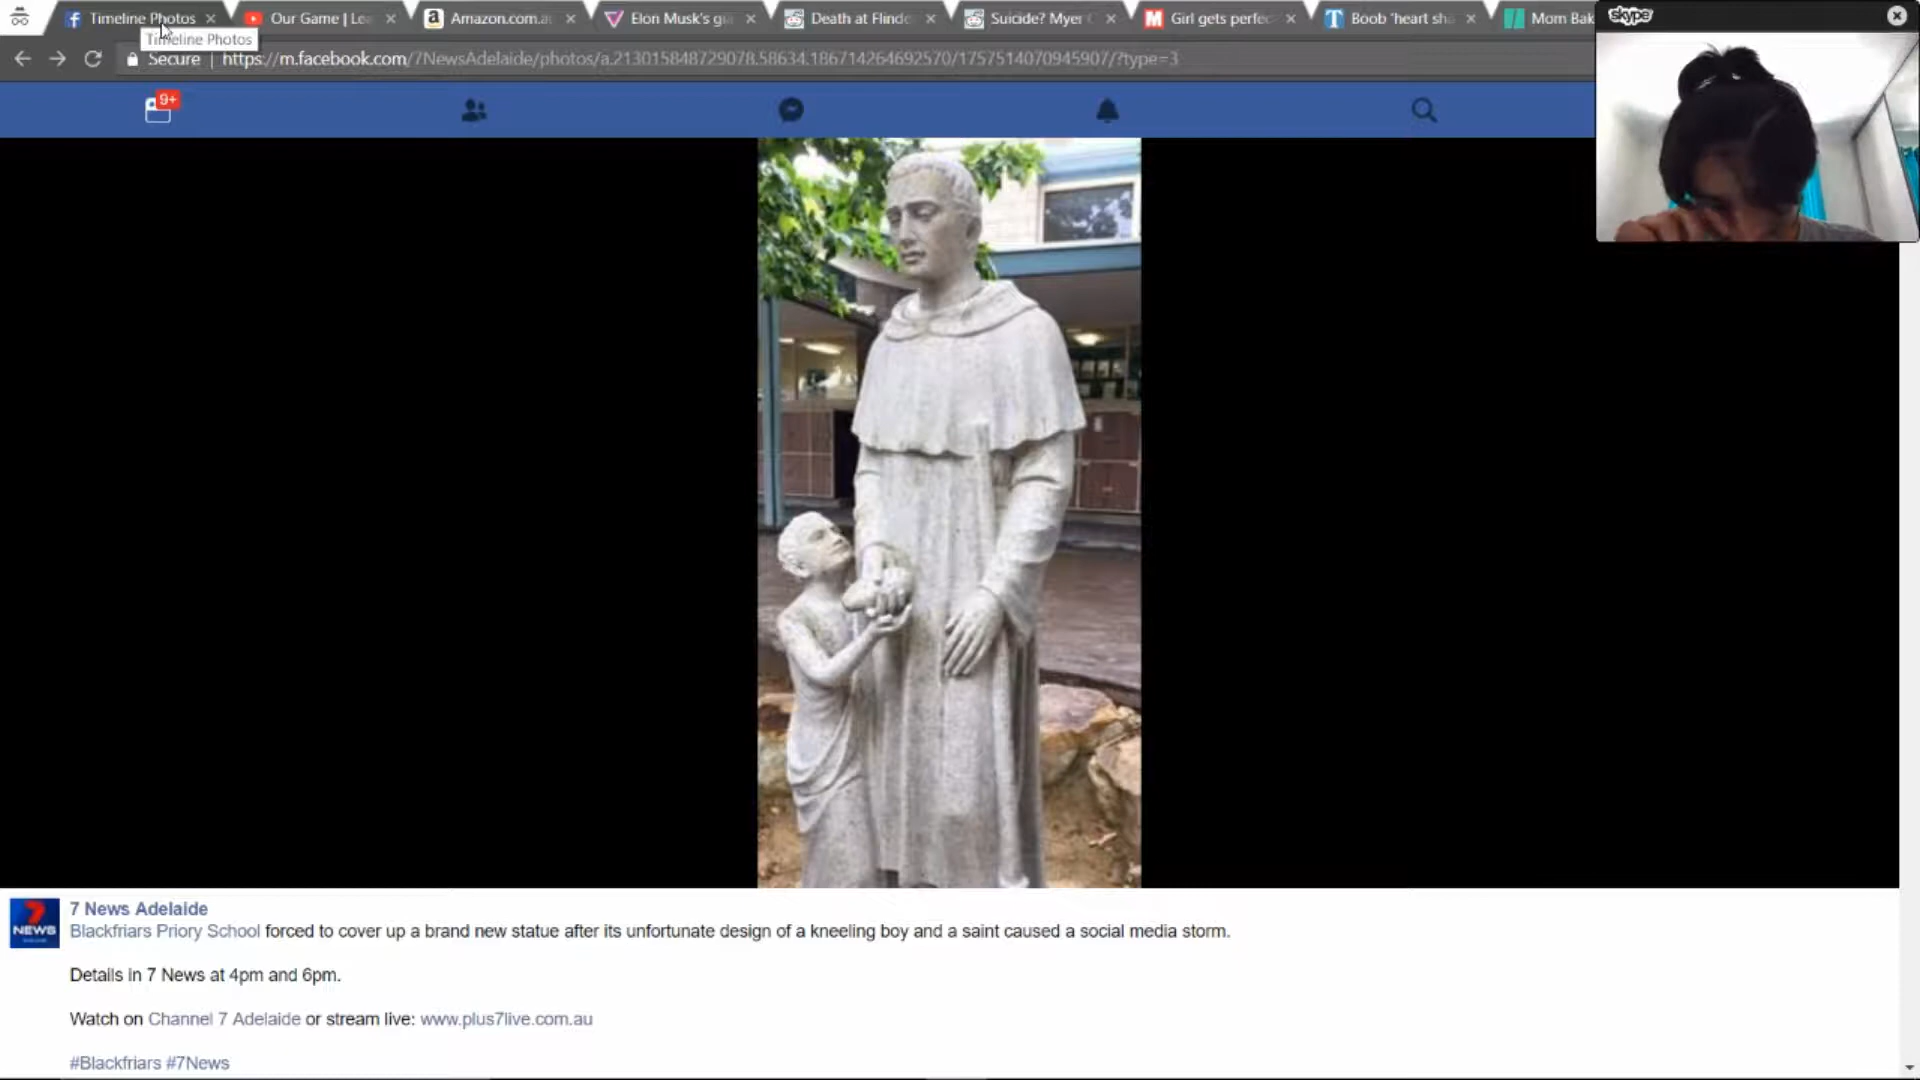 Timeline Photos
Our Game | Le
Amazon.com.a
Elon Musk's g
Death at Flinde
Suicide? Myer
Girl gets perfe
Boob 'heart sh
Mom Bak
skype
Timeline Photos
Secure | https://m.facebook.com/7NewsAdelaide/photos/a.213015848729078.58634.186714264692570/1757514070945907/?type=3
9+
7 NEWS
7 News Adelaide
Blackfriars Priory School forced to cover up a brand new statue after its unfortunate design of a kneeling boy and a saint caused a social media storm.
Details in 7 News at 4pm and 6pm.
Watch on Channel 7 Adelaide or stream live: www.plus7live.com.au
#Blackfriars #7News